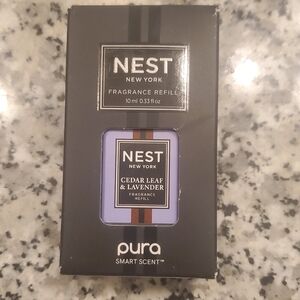 NEST
NEW YORK
FRAGRANCE REFILL
10 ml 0.33 fl oz
NEST
NEW YORK
CEDAR LEAF
& LAVENDER
FRAGRANCE
REFILL
pura
SMART SCENT™